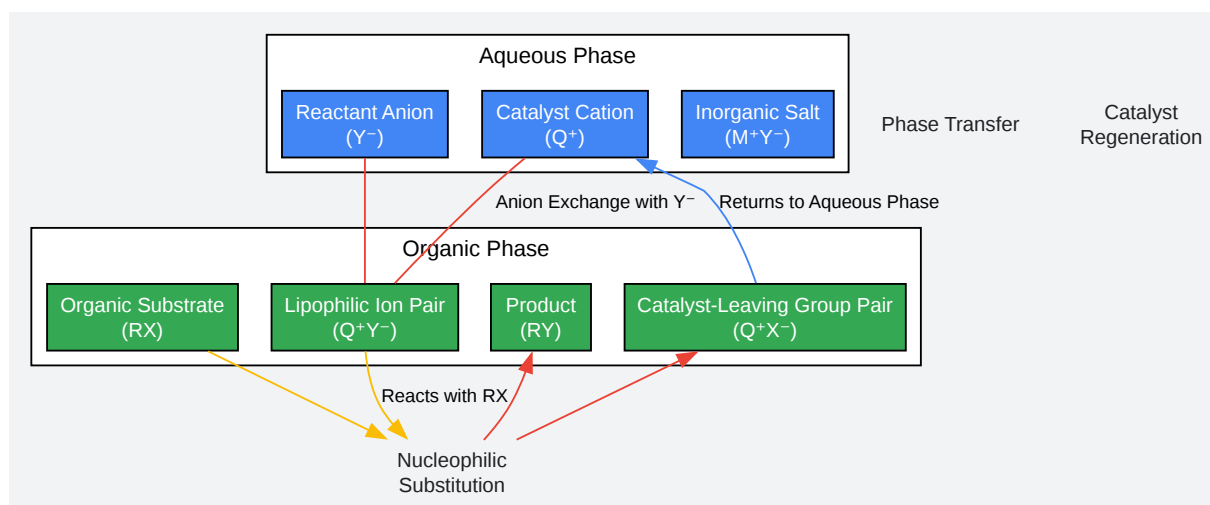 Aqueous Phase
Reactant Anion
(Y⁻)
Catalyst Cation
(Q⁺)
Inorganic Salt
(M⁺Y⁻)
Phase Transfer
Catalyst
Regeneration
Anion Exchange with Y⁻
Returns to Aqueous Phase
Organic Phase
Organic Substrate
(RX)
Lipophilic Ion Pair
(Q⁺Y⁻)
Product
(RY)
Catalyst-Leaving Group Pair
(Q⁺X⁻)
Reacts with RX
Nucleophilic
Substitution